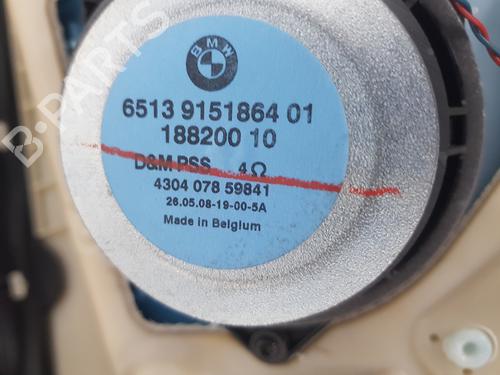 B-PARTS
BMW
6513 9151864 01
188200 10
D&M PSS 4Ω
4304 078 59841
26.05.08-19-00-5A
Made in Belgium